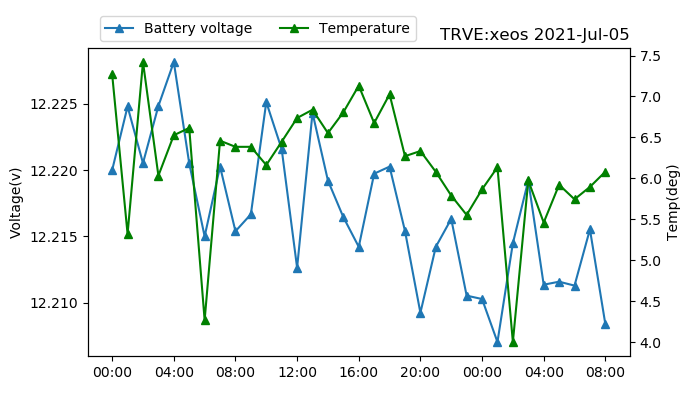 Battery voltage Temperature
TRVE:xeos 2021-Jul-05
Voltage(v)
12.225
12.220
12.215
12.210
7.5
7.0
6.5
6.0
5.5
5.0
4.5
4.0
Temp(deg)
00:00 04:00 08:00 12:00 16:00 20:00 00:00 04:00 08:00